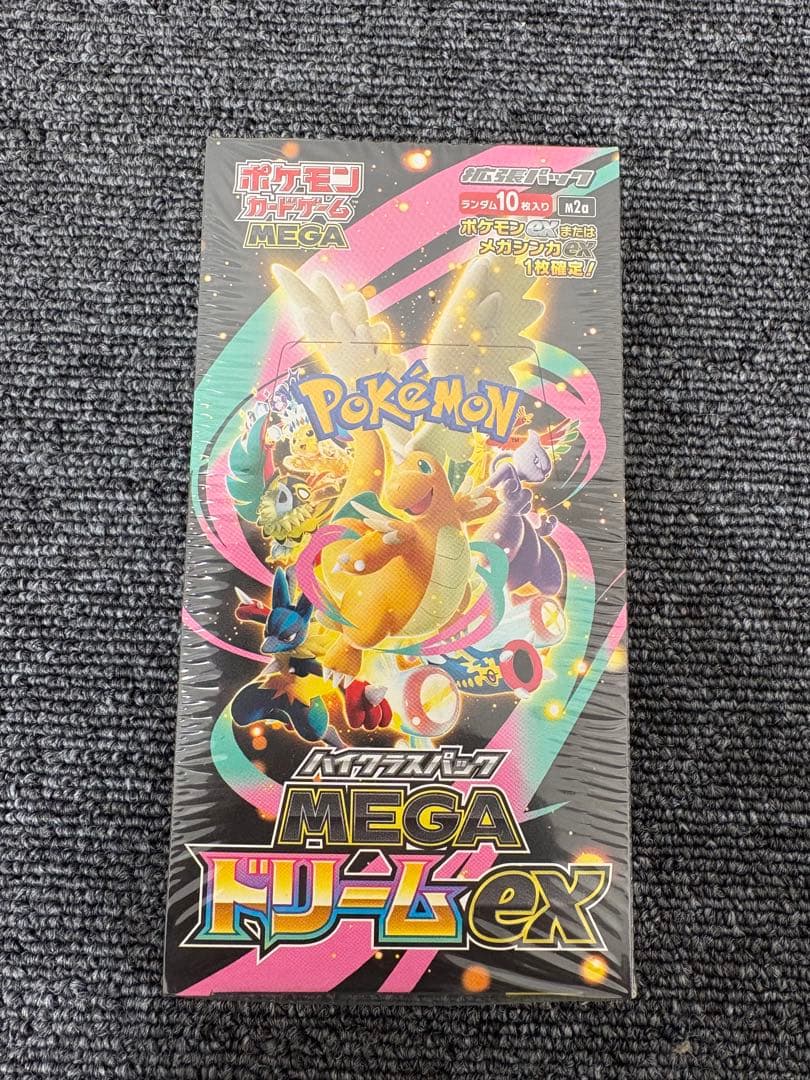 ポケモン
カードゲーム
MEGA
拡張パック
ランダム10枚入り M2a
ポケモンexまたは
メガシンカex
1枚確定!
POKÉMON
TM
ハイクラスパック
MEGA
ドリームex